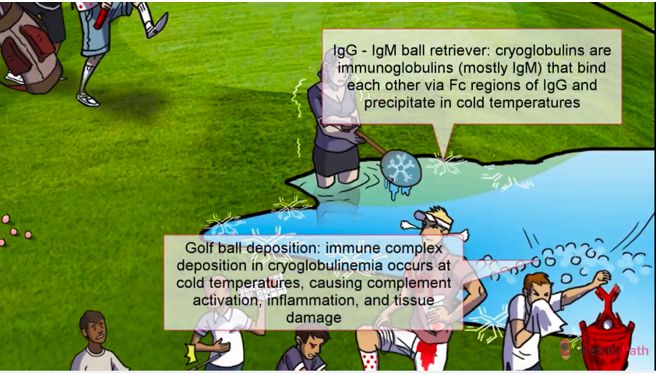 IgG - IgM ball retriever: cryoglobulins are
immunoglobulins (mostly IgM) that bind
each other via Fc regions of IgG and
precipitate in cold temperatures
Golf ball deposition: immune complex
deposition in cryoglobulinemia occurs at
cold temperatures, causing complement
activation, inflammation, and tissue
damage